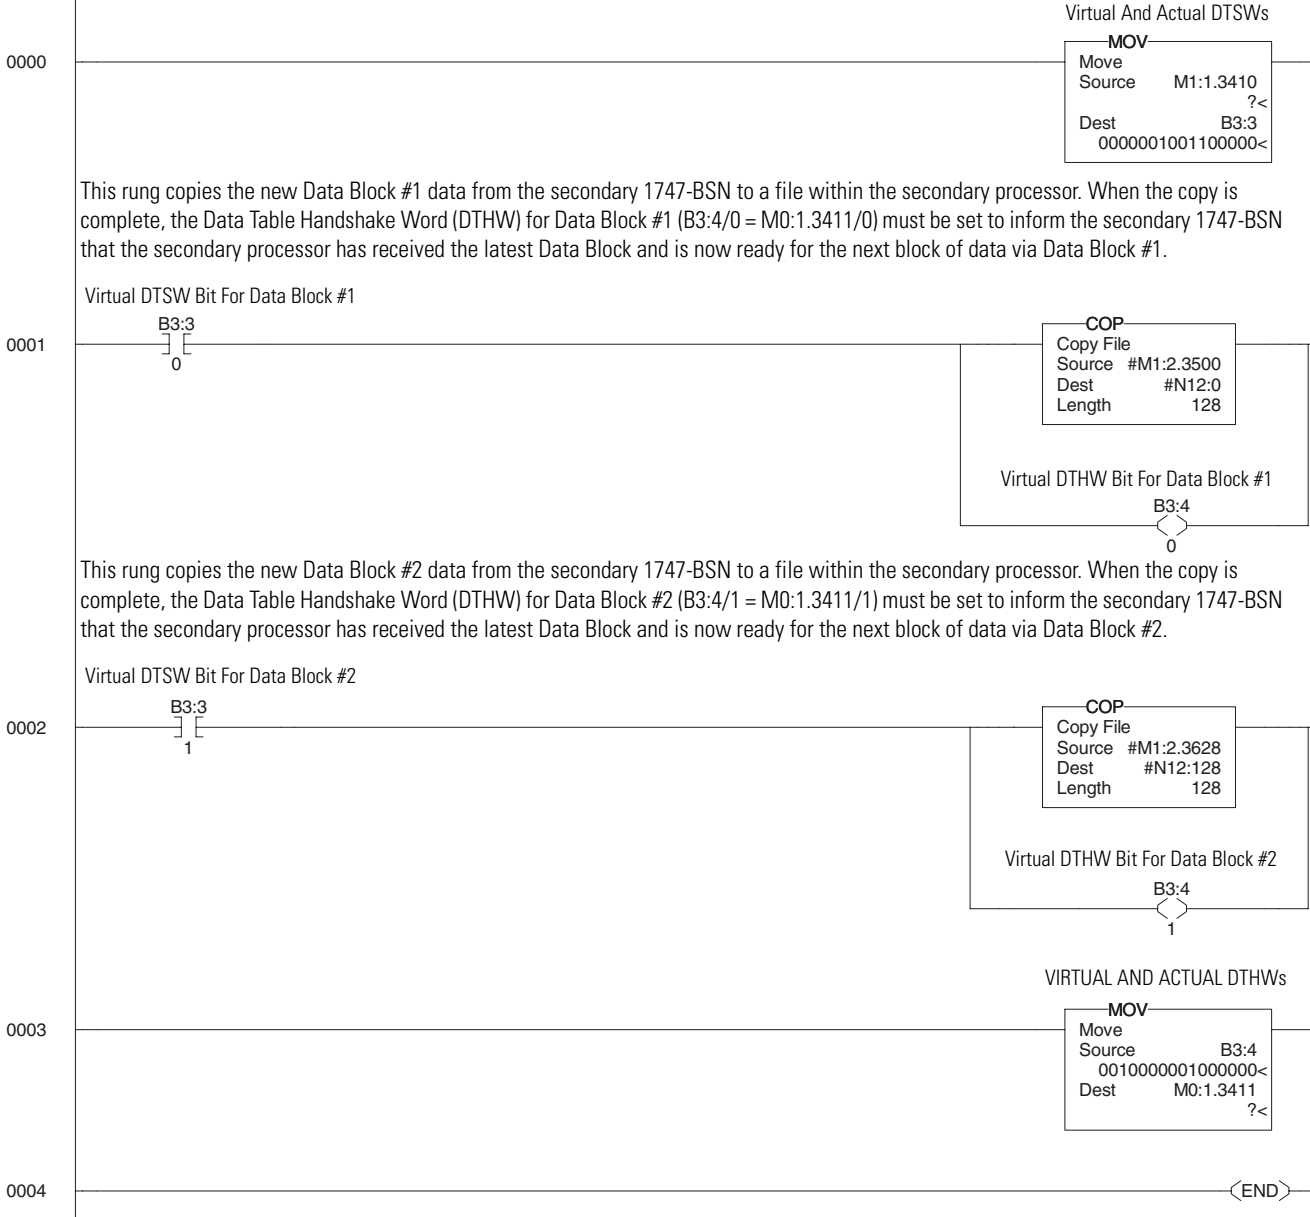 Virtual And Actual DTSWs
MOV
0000
Move
Source M1:1.3410
?<
Dest B3:3
0000001001100000<
This rung copies the new Data Block #1 data from the secondary 1747-BSN to a file within the secondary processor. When the copy is
complete, the Data Table Handshake Word (DTHW) for Data Block #1 (B3:4/0 = M0:1.3411/0) must be set to inform the secondary 1747-BSN
that the secondary processor has received the latest Data Block and is now ready for the next block of data via Data Block #1.
Virtual DTSW Bit For Data Block #1
B3:3
0001
0
COP
Copy File
Source #M1:2.3500
Dest #N12:0
Length 128
Virtual DTHW Bit For Data Block #1
B3:4
0
This rung copies the new Data Block #2 data from the secondary 1747-BSN to a file within the secondary processor. When the copy is
complete, the Data Table Handshake Word (DTHW) for Data Block #2 (B3:4/1 = M0:1.3411/1) must be set to inform the secondary 1747-BSN
that the secondary processor has received the latest Data Block and is now ready for the next block of data via Data Block #2.
Virtual DTSW Bit For Data Block #2
B3:3
0002
1
COP
Copy File
Source #M1:2.3628
Dest #N12:128
Length 128
Virtual DTHW Bit For Data Block #2
B3:4
1
VIRTUAL AND ACTUAL DTHWs
MOV
0003
Move
Source B3:4
0010000001000000<
Dest M0:1.3411
?<
0004
END